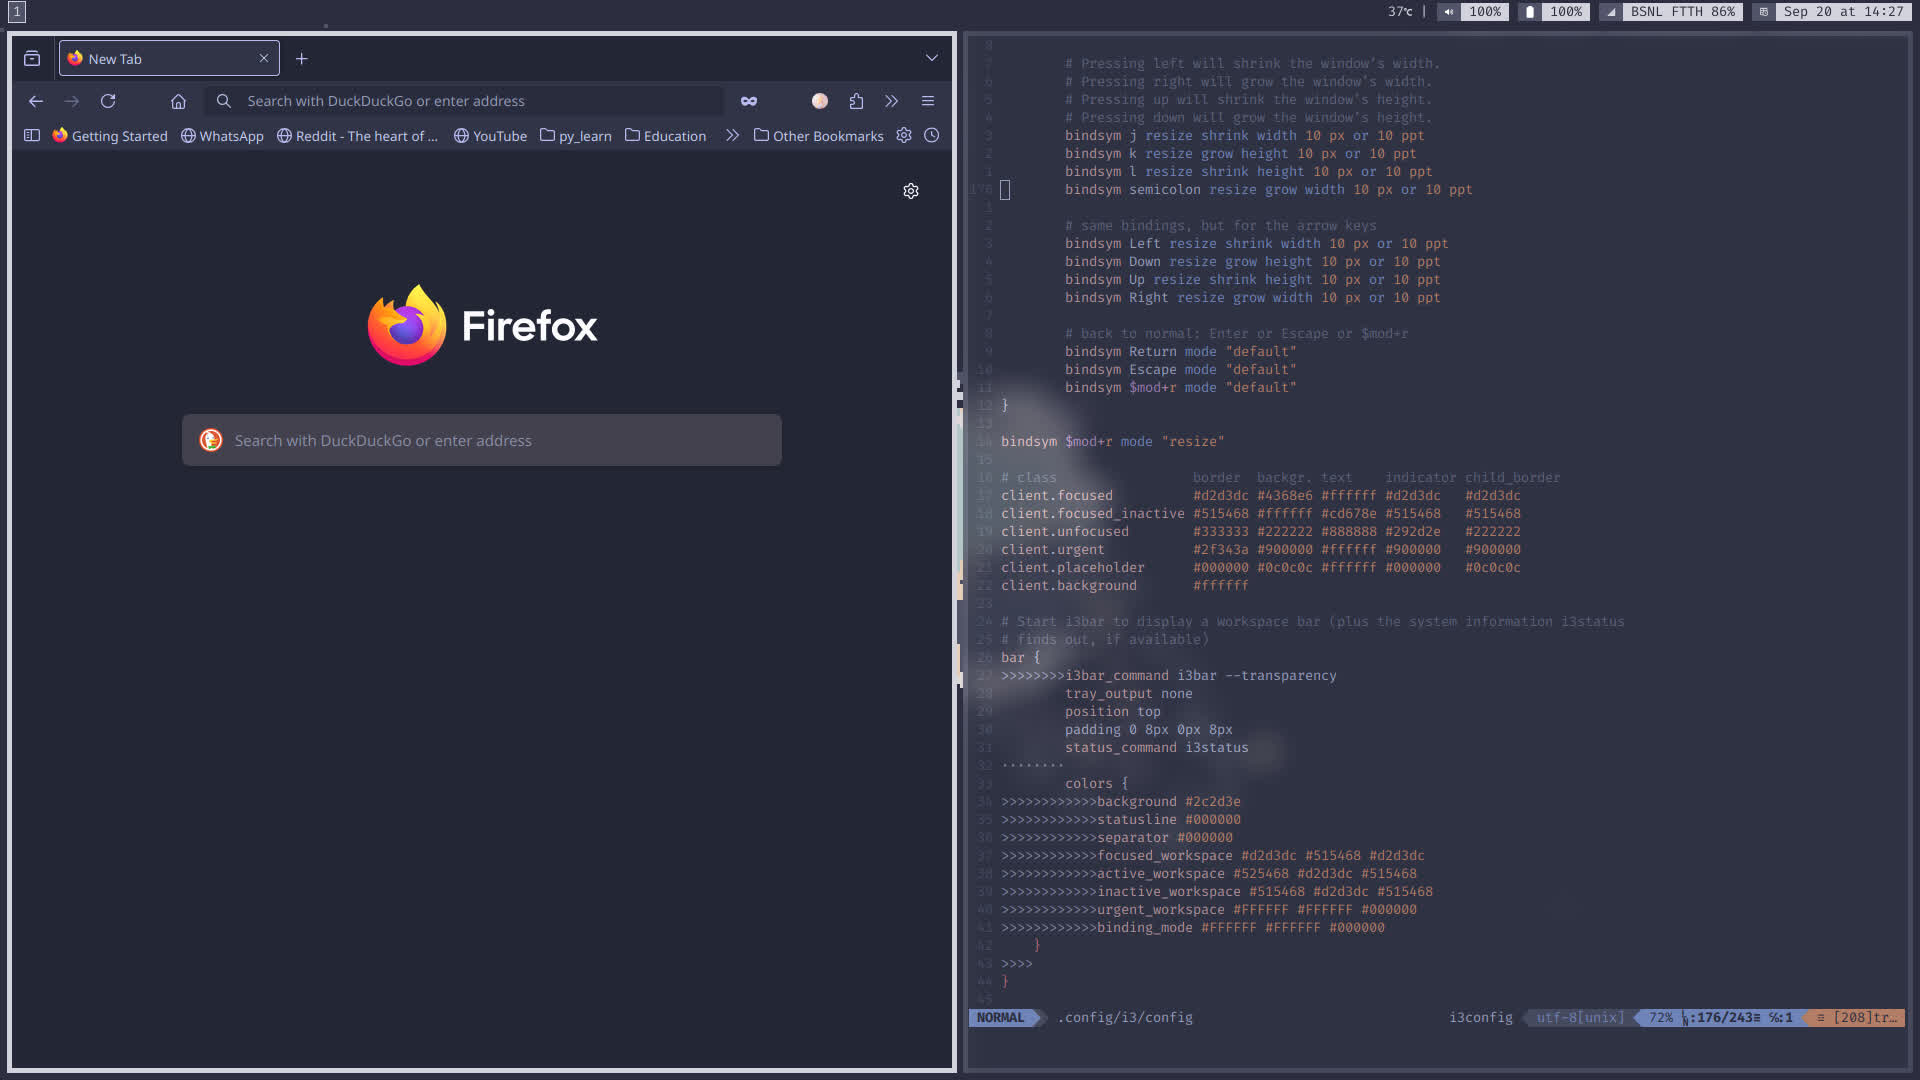 1
37℃ | 100% 100% BSNL FTTH 86% Sep 20 at 14:27
New Tab
Search with DuckDuckGo or enter address
Getting Started WhatsApp Reddit - The heart of ... YouTube py_learn Education Other Bookmarks
Firefox
Search with DuckDuckGo or enter address
8
7 # Pressing left will shrink the window's width.
6 # Pressing right will grow the window's width.
5 # Pressing up will shrink the window's height.
4 # Pressing down will grow the window's height.
3 bindsym j resize shrink width 10 px or 10 ppt
2 bindsym k resize grow height 10 px or 10 ppt
1 bindsym l resize shrink height 10 px or 10 ppt
176 bindsym semicolon resize grow width 10 px or 10 ppt
1
2 # same bindings, but for the arrow keys
3 bindsym Left resize shrink width 10 px or 10 ppt
4 bindsym Down resize grow height 10 px or 10 ppt
5 bindsym Up resize shrink height 10 px or 10 ppt
6 bindsym Right resize grow width 10 px or 10 ppt
7
8 # back to normal: Enter or Escape or $mod+r
9 bindsym Return mode "default"
10 bindsym Escape mode "default"
11 bindsym $mod+r mode "default"
12 }
13
14 bindsym $mod+r mode "resize"
15
16 # class border backgr. text indicator child_border
17 client.focused #d2d3dc #4368e6 #ffffff #d2d3dc #d2d3dc
18 client.focused_inactive #515468 #ffffff #cd678e #515468 #515468
19 client.unfocused #333333 #222222 #888888 #292d2e #222222
20 client.urgent #2f343a #900000 #ffffff #900000 #900000
21 client.placeholder #000000 #0c0c0c #ffffff #000000 #0c0c0c
22 client.background #ffffff
23
24 # Start i3bar to display a workspace bar (plus the system information i3status
25 # finds out, if available)
26 bar {
27 >>>>>>>>i3bar_command i3bar --transparency
28 tray_output none
29 position top
30 padding 0 8px 0px 8px
31 status_command i3status
32 ········
33 colors {
34 >>>>>>>>>>>>background #2c2d3e
35 >>>>>>>>>>>>statusline #000000
36 >>>>>>>>>>>>separator #000000
37 >>>>>>>>>>>>focused_workspace #d2d3dc #515468 #d2d3dc
38 >>>>>>>>>>>>active_workspace #525468 #d2d3dc #515468
39 >>>>>>>>>>>>inactive_workspace #515468 #d2d3dc #515468
40 >>>>>>>>>>>>urgent_workspace #FFFFFF #FFFFFF #000000
41 >>>>>>>>>>>>binding_mode #FFFFFF #FFFFFF #000000
42 }
43 >>>>
44 }
45
NORMAL .config/i3/config i3config utf-8[unix] 72% ㏑:176/243≡ ℅:1 ≡ [208]tr…